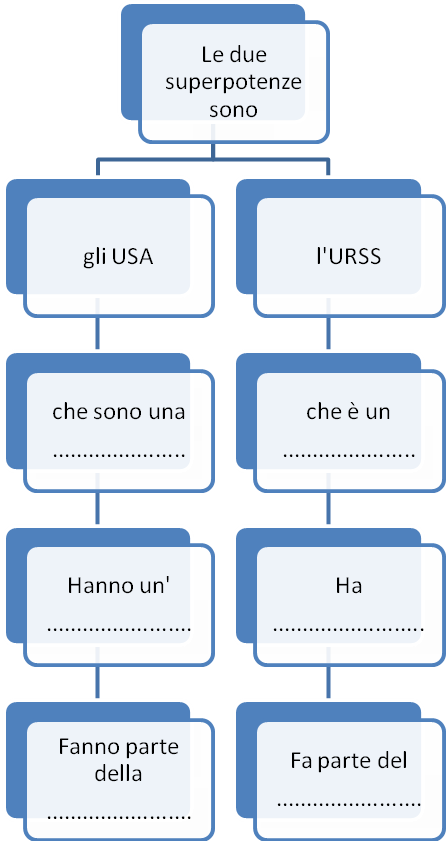 Le due
superpotenze
sono
gli USA
l'URSS
che sono una
......................
che è un
......................
Hanno un'
........................
Ha
.........................
Fanno parte
della
........................
Fa parte del
........................